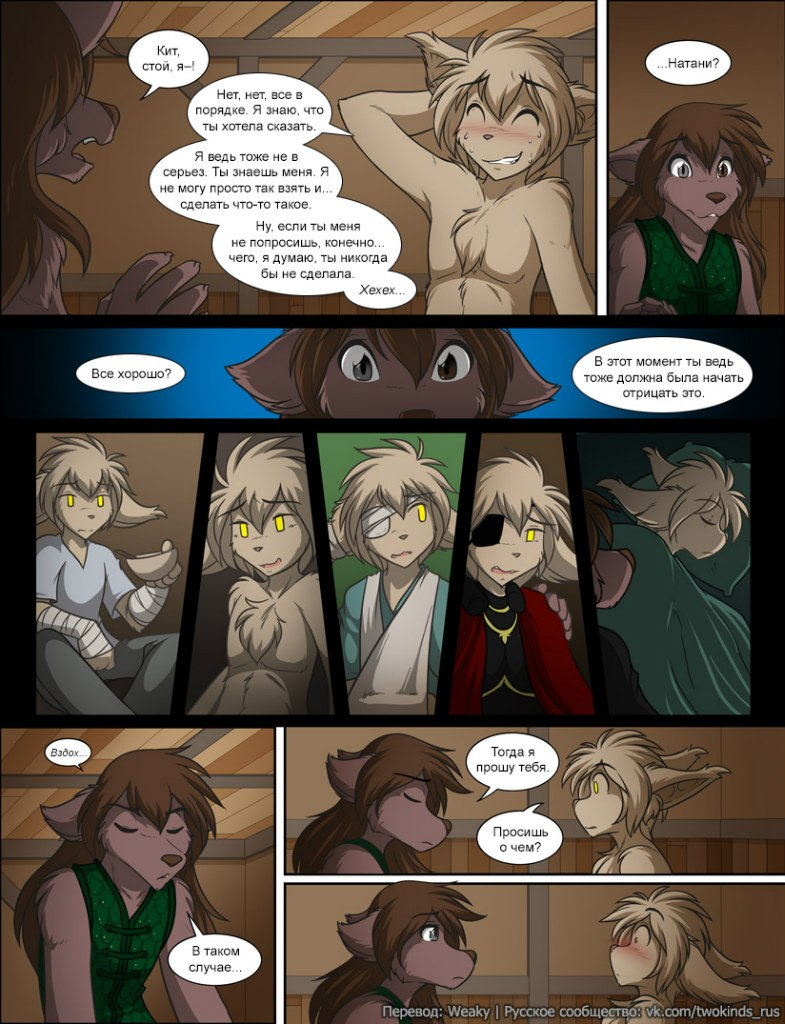 Кит,
стой, я–!
Нет, нет, все в
порядке. Я знаю, что
ты хотела сказать.
Я ведь тоже не в
серьез. Ты знаешь меня. Я
не могу просто так взять и...
сделать что-то такое.
Ну, если ты меня
не попросишь, конечно...
чего, я думаю, ты никогда
бы не сделала.
Хехех...
...Натани?
Все хорошо?
В этот момент ты ведь
тоже должна была начать
отрицать это.
Вздох...
В таком
случае...
Тогда я
прошу тебя.
Просишь
о чем?
Перевод: Weaky | Русское сообщество: vk.com/twokinds_rus